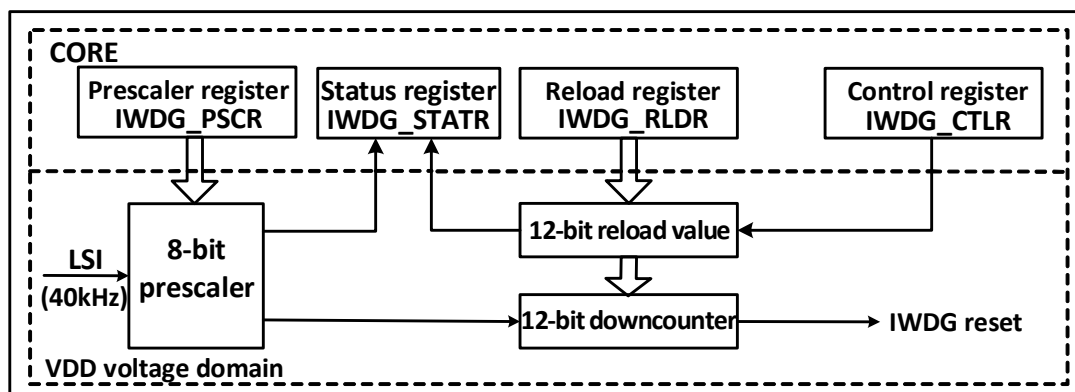 CORE
Prescaler register
IWDG_PSCR
Status register
IWDG_STATR
Reload register
IWDG_RLDR
Control register
IWDG_CTLR
LSI
(40kHz)
8-bit
prescaler
12-bit reload value
12-bit downcounter
IWDG reset
VDD voltage domain